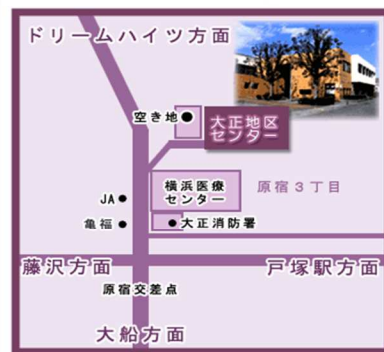 ドリームハイツ方面
空き地
大正地区
センター
横浜医療
センター
原宿3丁目
JA
亀福
大正消防署
藤沢方面
戸塚駅方面
原宿交差点
大船方面